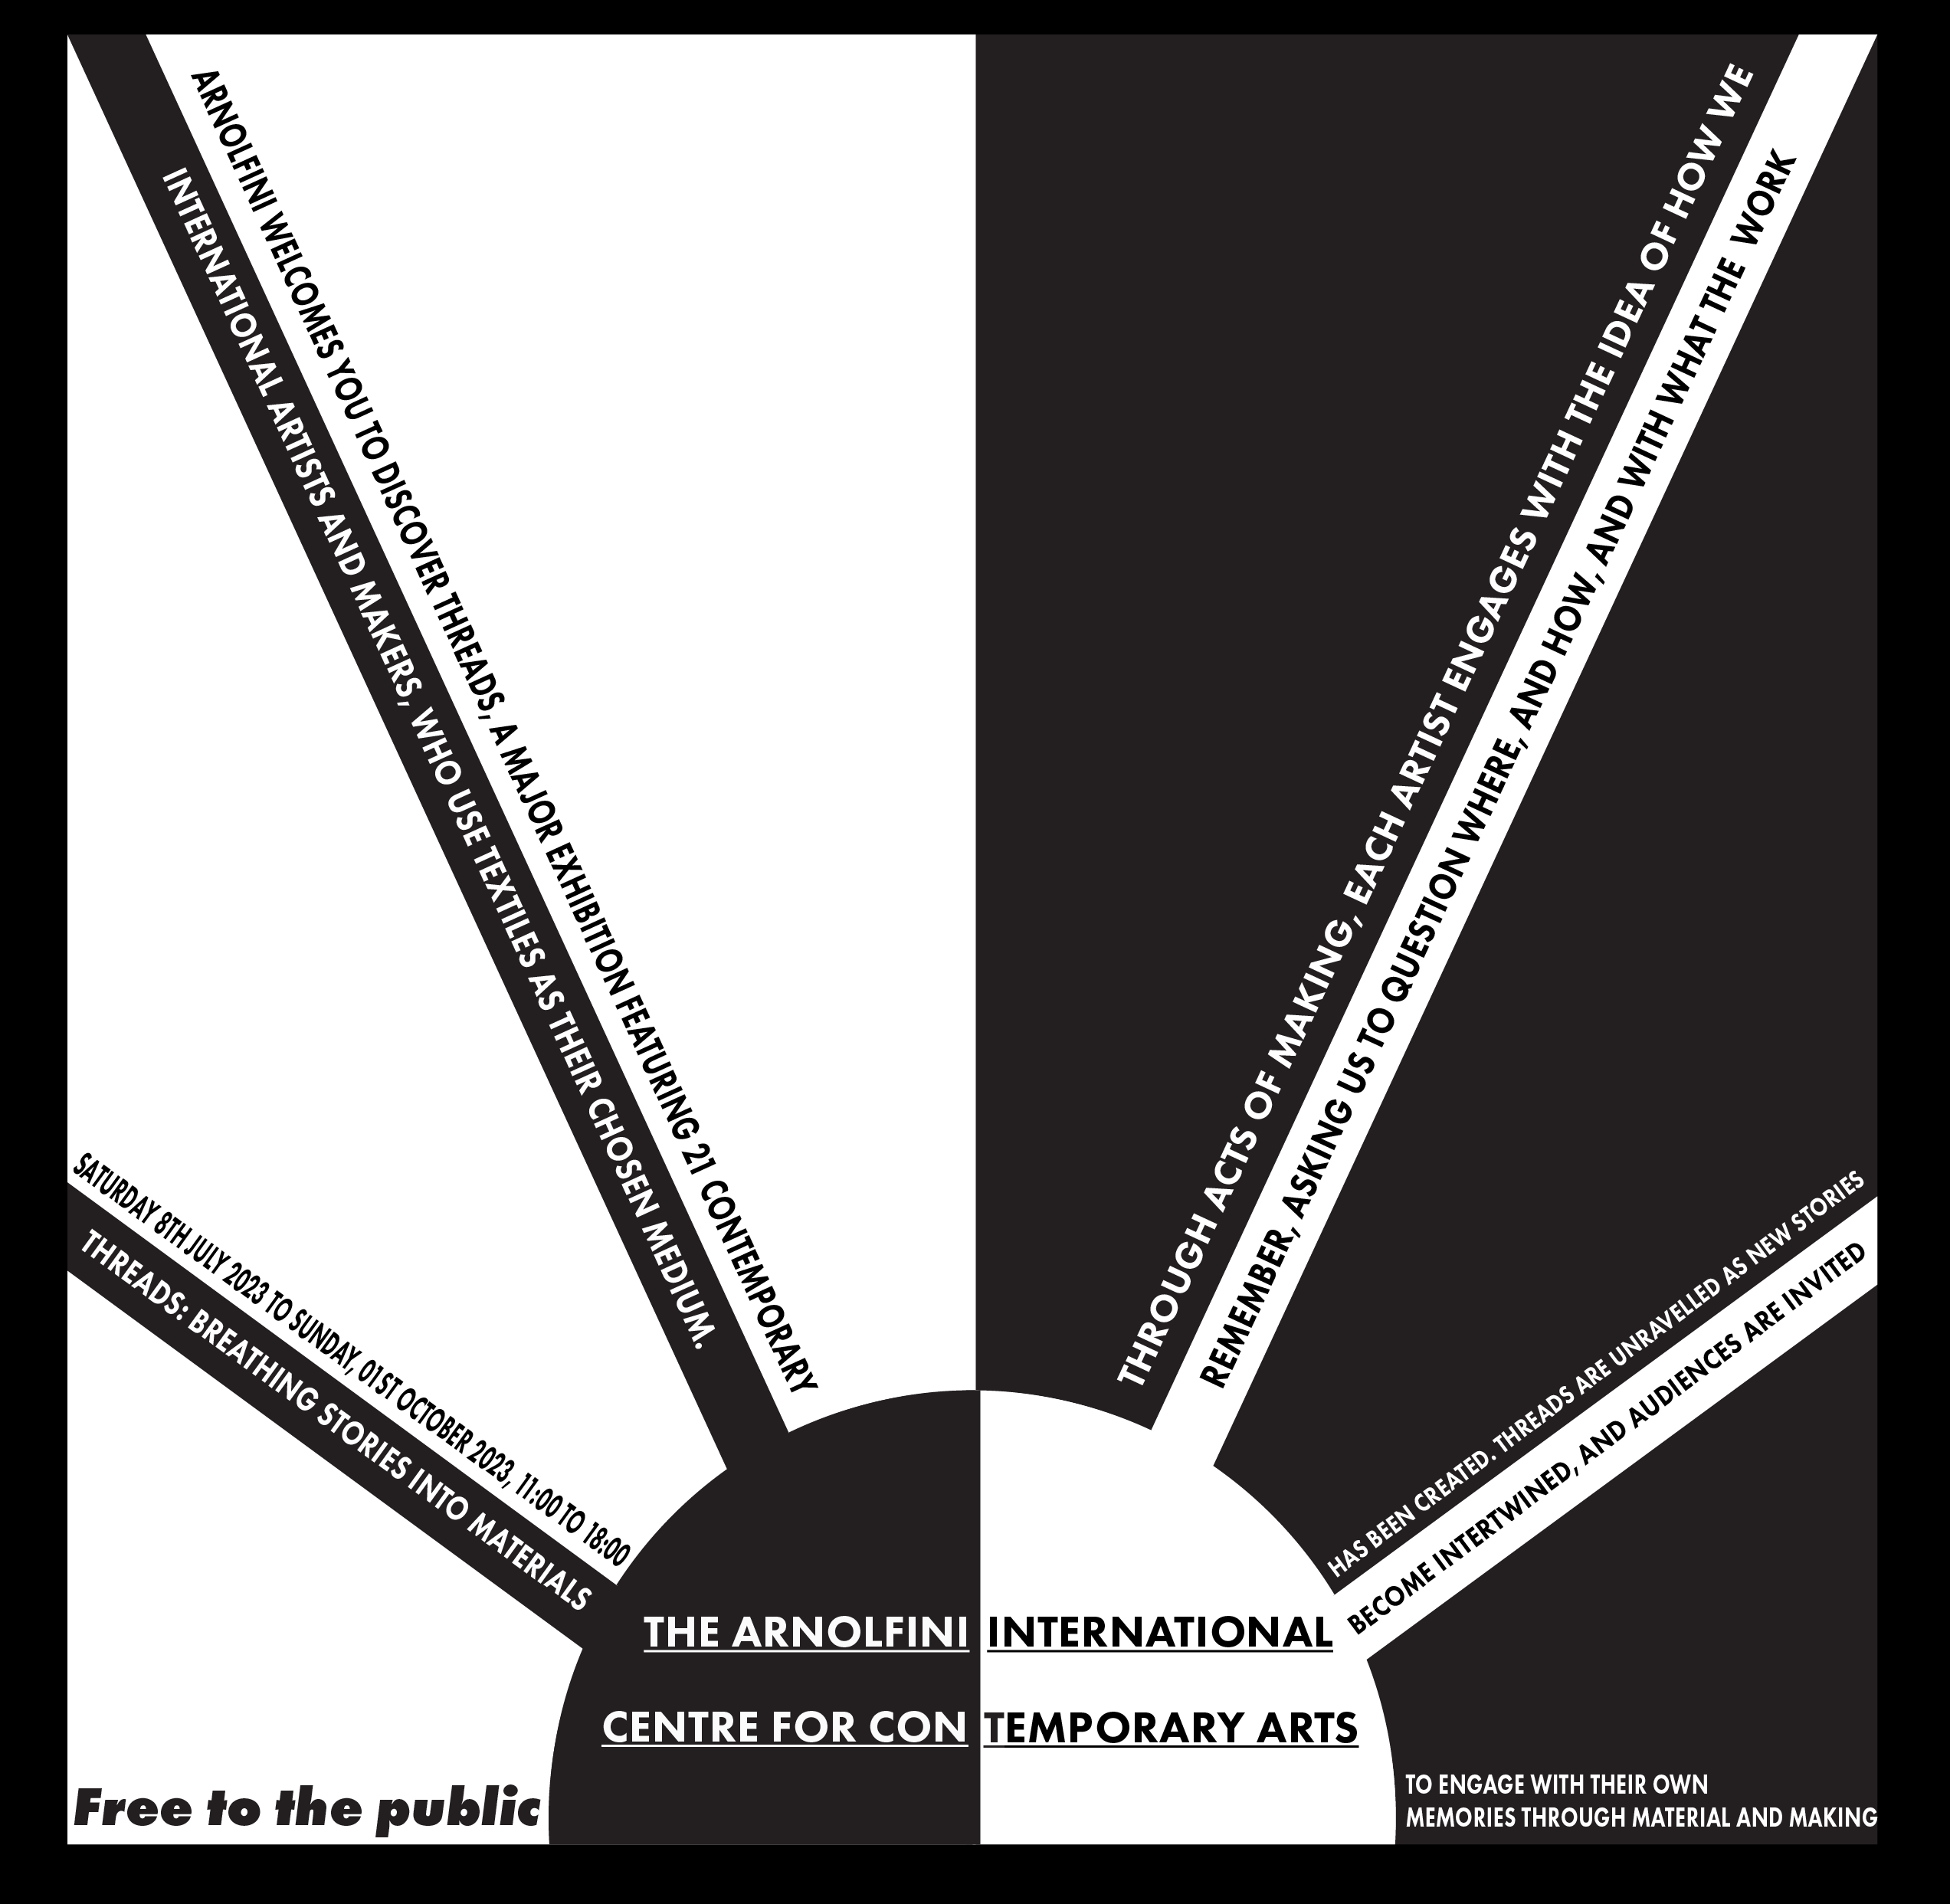 ARNOLFINI WELCOMES YOU TO DISCOVER THREADS, A MAJOR EXHIBITION FEATURING 21 CONTEMPORARY
INTERNATIONAL ARTISTS AND MAKERS, WHO USE TEXTILES AS THEIR CHOSEN MEDIUM.
THROUGH ACTS OF MAKING, EACH ARTIST ENGAGES WITH THE IDEA OF HOW WE
REMEMBER, ASKING US TO QUESTION WHERE, AND HOW, AND WITH WHAT THE WORK
HAS BEEN CREATED. THREADS ARE UNRAVELLED AS NEW STORIES
BECOME INTERTWINED, AND AUDIENCES ARE INVITED
TO ENGAGE WITH THEIR OWN
MEMORIES THROUGH MATERIAL AND MAKING
SATURDAY 8TH JULY 2023 TO SUNDAY, 01ST OCTOBER 2023, 11:00 TO 18:00
THREADS: BREATHING STORIES INTO MATERIALS
THE ARNOLFINI INTERNATIONAL
CENTRE FOR CON TEMPORARY ARTS
Free to the public